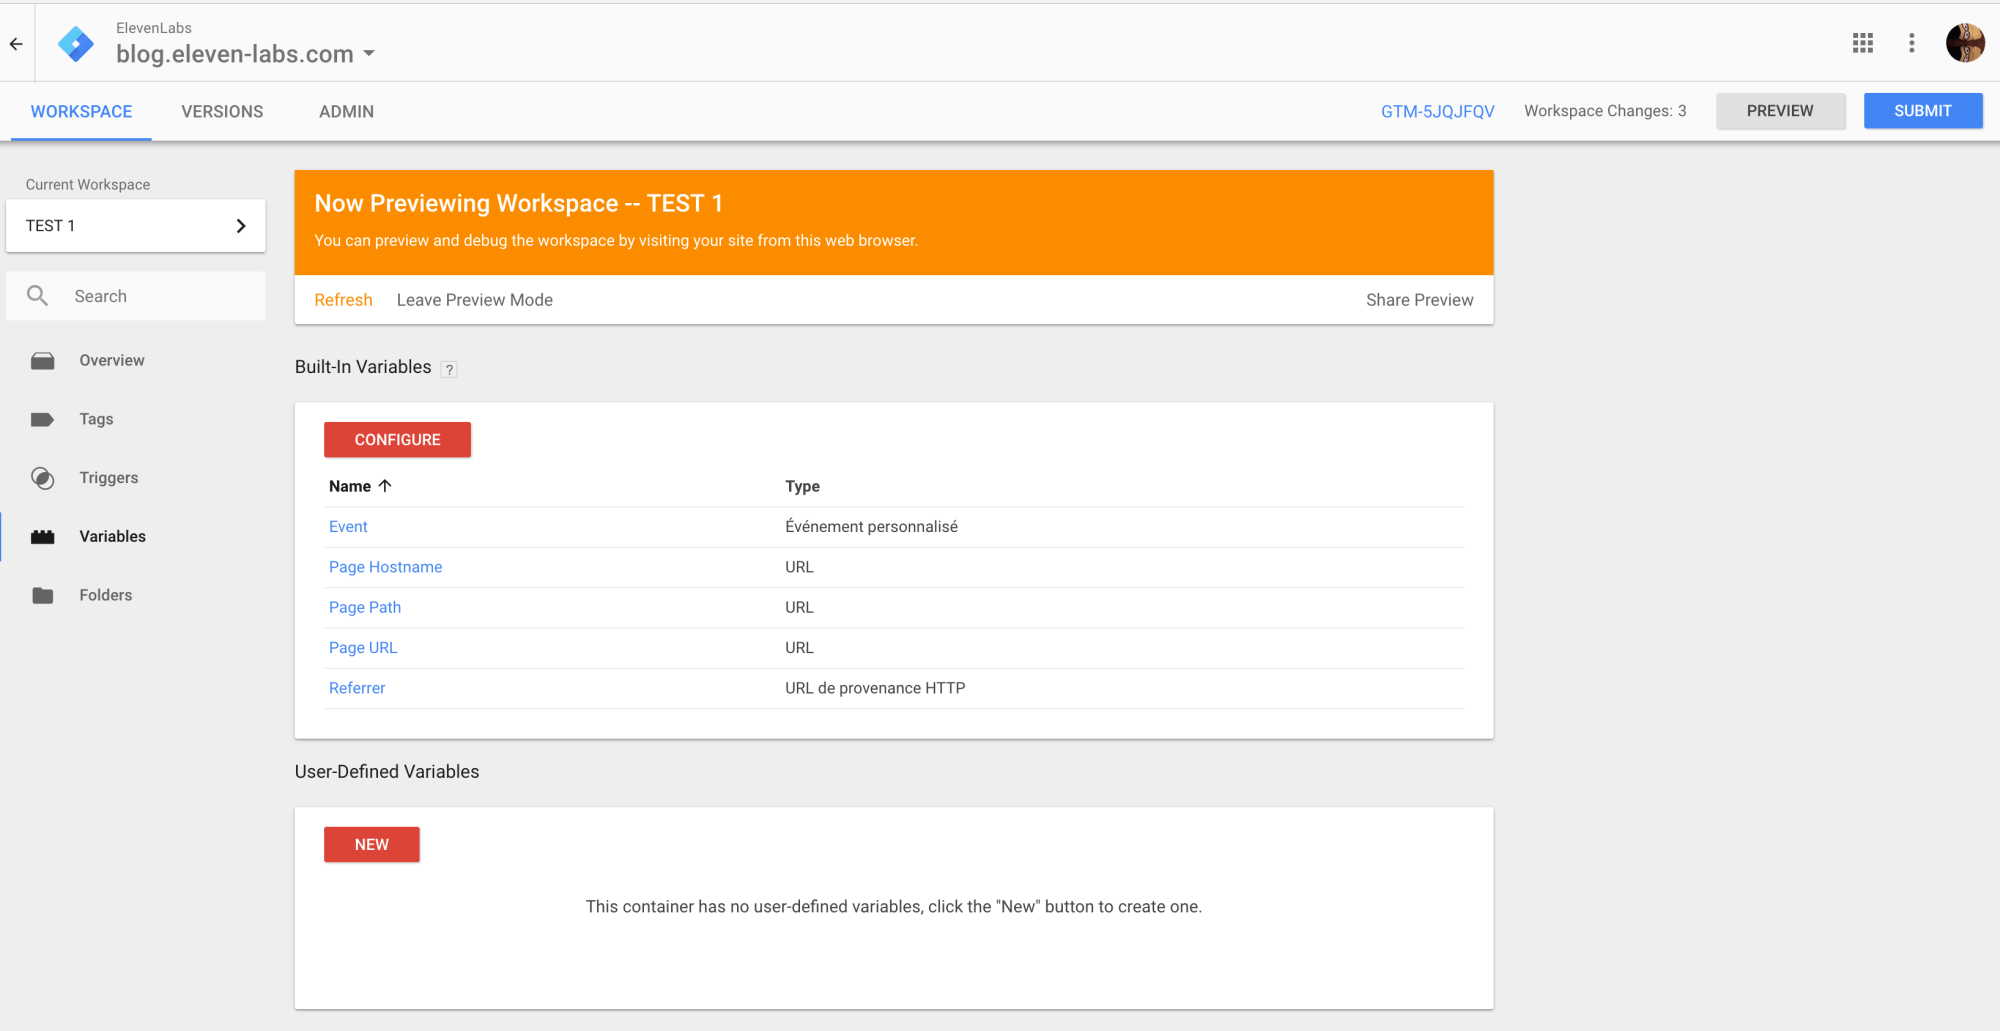 ElevenLabs
blog.eleven-labs.com
WORKSPACE VERSIONS ADMIN GTM-5JQJFQV Workspace Changes: 3 PREVIEW SUBMIT
Current Workspace
TEST 1
Search
Overview
Tags
Triggers
Variables
Folders
Now Previewing Workspace -- TEST 1
You can preview and debug the workspace by visiting your site from this web browser.
Refresh Leave Preview Mode Share Preview
Built-In Variables ?
CONFIGURE
Name Type
Event Événement personnalisé
Page Hostname URL
Page Path URL
Page URL URL
Referrer URL de provenance HTTP
User-Defined Variables
NEW
This container has no user-defined variables, click the "New" button to create one.